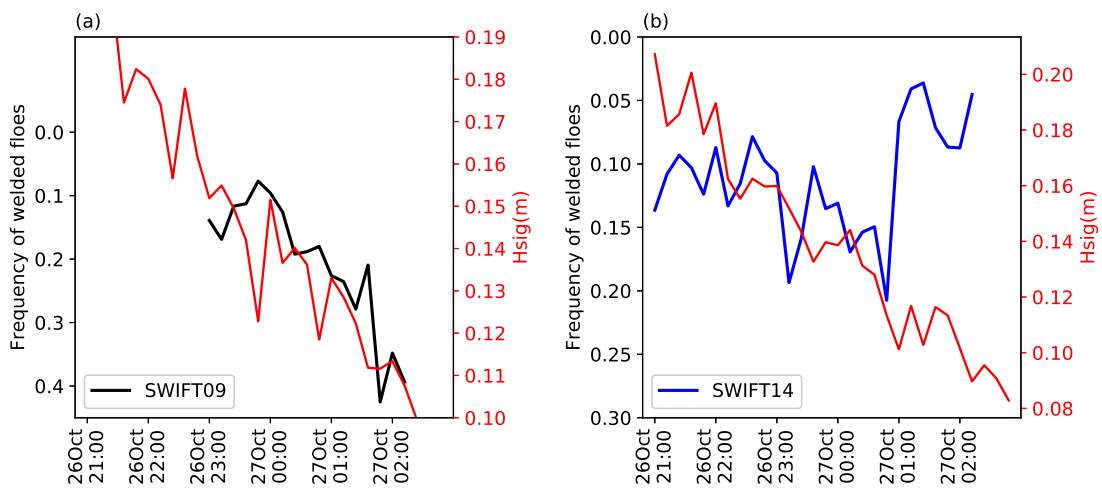 (a)
Frequency of welded floes
0.0
0.1
0.2
0.3
0.4
0.19
0.18
0.17
0.16
0.15
0.14
0.13
0.12
0.11
0.10
Hsig(m)
SWIFT09
26Oct
21:00
26Oct
22:00
26Oct
23:00
27Oct
00:00
27Oct
01:00
27Oct
02:00
(b)
Frequency of welded floes
0.00
0.05
0.10
0.15
0.20
0.25
0.30
0.20
0.18
0.16
0.14
0.12
0.10
0.08
Hsig(m)
SWIFT14
26Oct
21:00
26Oct
22:00
26Oct
23:00
27Oct
00:00
27Oct
01:00
27Oct
02:00